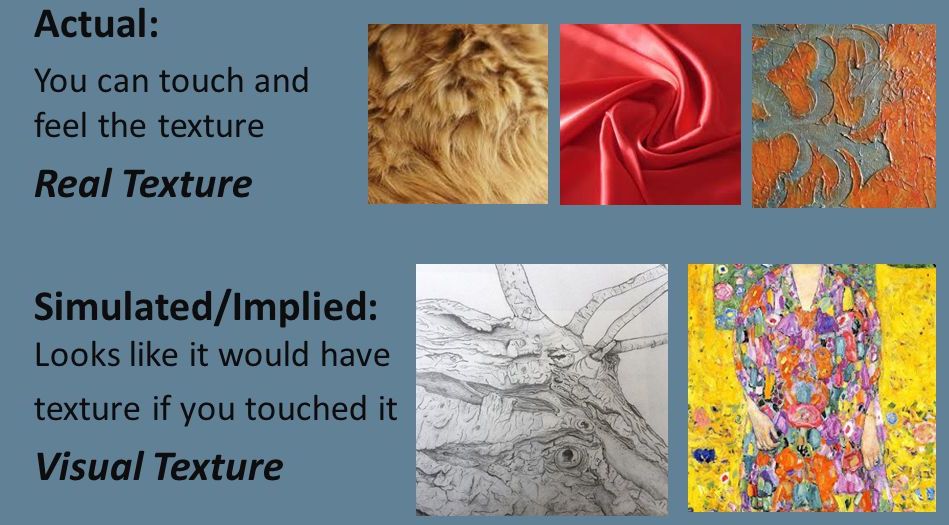 Actual:
You can touch and
feel the texture
Real Texture
Simulated/Implied:
Looks like it would have
texture if you touched it
Visual Texture